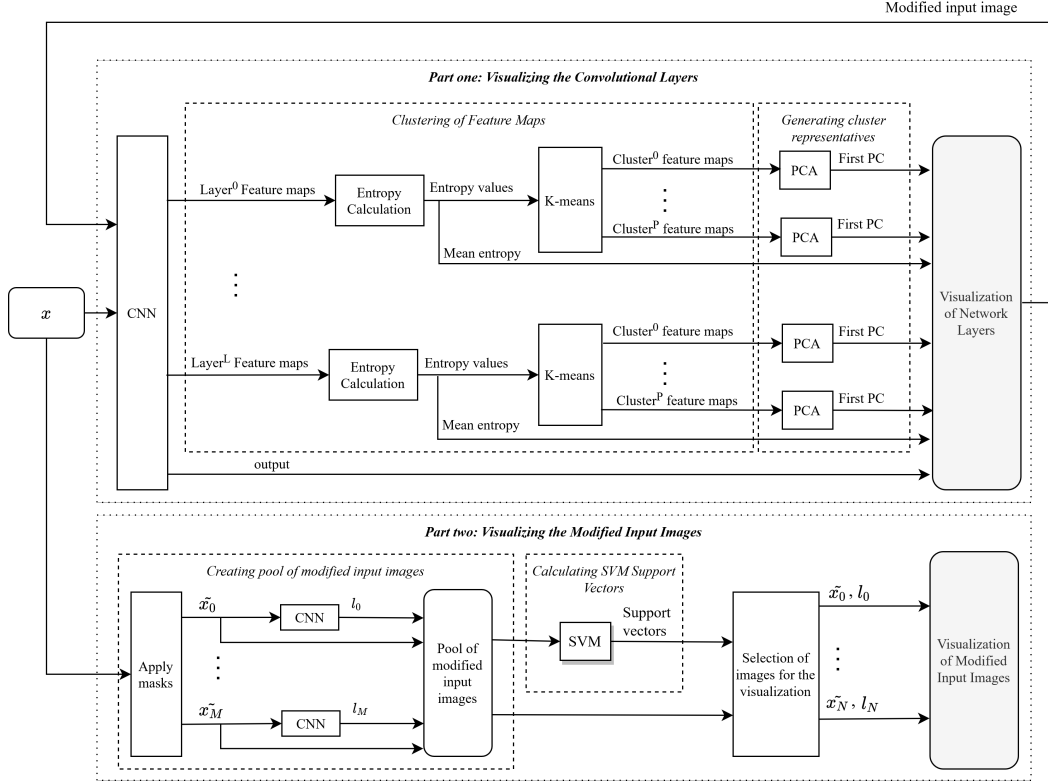 Modified input image
Part one: Visualizing the Convolutional Layers
Clustering of Feature Maps
Generating cluster
representatives
Cluster⁰ feature maps
PCA
First PC
Layer⁰ Feature maps
Entropy
Calculation
Entropy values
K-means
Cluster^P feature maps
PCA
First PC
Mean entropy
x
CNN
Visualization
of Network
Layers
Cluster⁰ feature maps
PCA
First PC
Layer^L Feature maps
Entropy
Calculation
Entropy values
K-means
Cluster^P feature maps
PCA
First PC
Mean entropy
output
Part two: Visualizing the Modified Input Images
Creating pool of modified input images
Calculating SVM Support
Vectors
x̃₀
CNN
l₀
Apply
masks
Pool of
modified
input
images
SVM
Support
vectors
Selection of
images for the
visualization
x̃₀ , l₀
Visualization
of Modified
Input Images
x̃_M
CNN
l_M
x̃_N , l_N